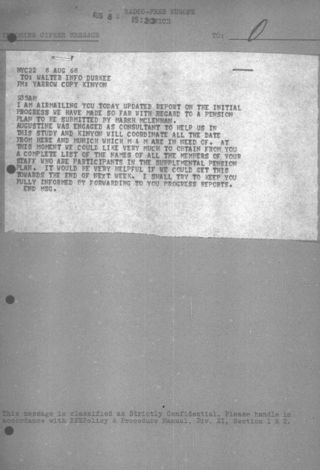 RADIO-FREE EUROPE
CIPHER MESSAGE TO:
NYC22 8 AUG 66
TO: WALTER INFO DURKEE
FM: YARROW COPY KINYON
I AM AIRMAILING YOU TODAY UPDATED REPORT ON THE INITIAL
PROGRESS WE HAVE MADE SO FAR WITH REGARD TO A PENSION
PLAN TO BE SUBMITTED BY MARSH MCLENNAN.
AUGUSTINE WAS ENGAGED AS CONSULTANT TO HELP US IN
THIS STUDY AND KINYON WILL COORDINATE ALL THE DATE
FROM HERE AND MUNICH WHICH M & M ARE IN NEED OF. AT
THIS MOMENT WE COULD LIKE VERY MUCH TO OBTAIN FROM YOU
A COMPLETE LIST OF THE NAMES OF ALL THE MEMBERS OF YOUR
STAFF WHO ARE PARTICIPANTS IN THE SUPPLEMENTAL PENSION
PLAN. IT WOULD BE VERY HELPFUL IF WE COULD GET THIS
TOWARDS THE END OF NEXT WEEK. I SHALL TRY TO KEEP YOU
FULLY INFORMED BY FORWARDING TO YOU PROGRESS REPORTS.
END MSG.
This message is classified as Strictly Confidential. Please handle in
accordance with RFEPolicy & Procedure Manual, Div. XI, Section 1 & 2.